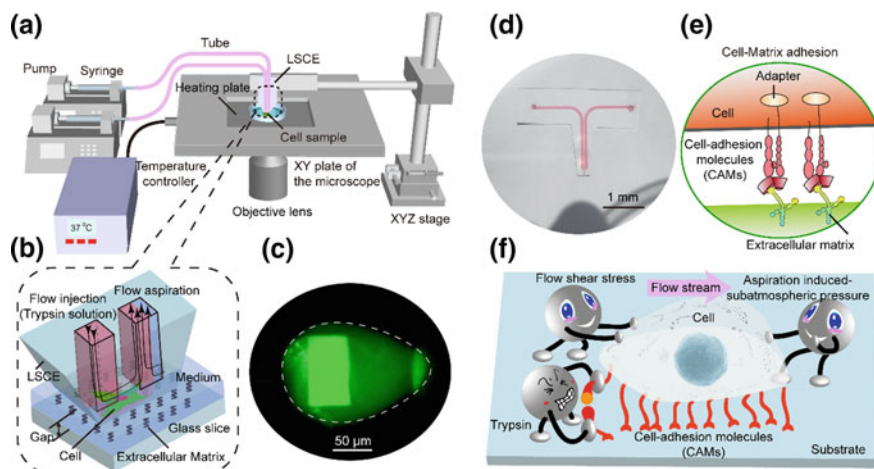 (a)
Tube
Pump
Syringe
LSCE
Heating plate
Cell sample
Temperature
controller
XY plate
of the
microscope
Objective lens
XYZ stage
37 °C
(b)
Flow injection
(Trypsin solution)
Flow aspiration
LSCE
Medium
Gap
Glass slice
Cell
Extracellular Matrix
(c)
50 µm
(d)
1 mm
(e)
Cell-Matrix adhesion
Adapter
Cell
Cell-adhesion
molecules
(CAMs)
Extracellular matrix
(f)
Flow shear stress
Flow stream
Aspiration induced-
subatmospheric pressure
Cell
Trypsin
Cell-adhesion molecules
(CAMs)
Substrate